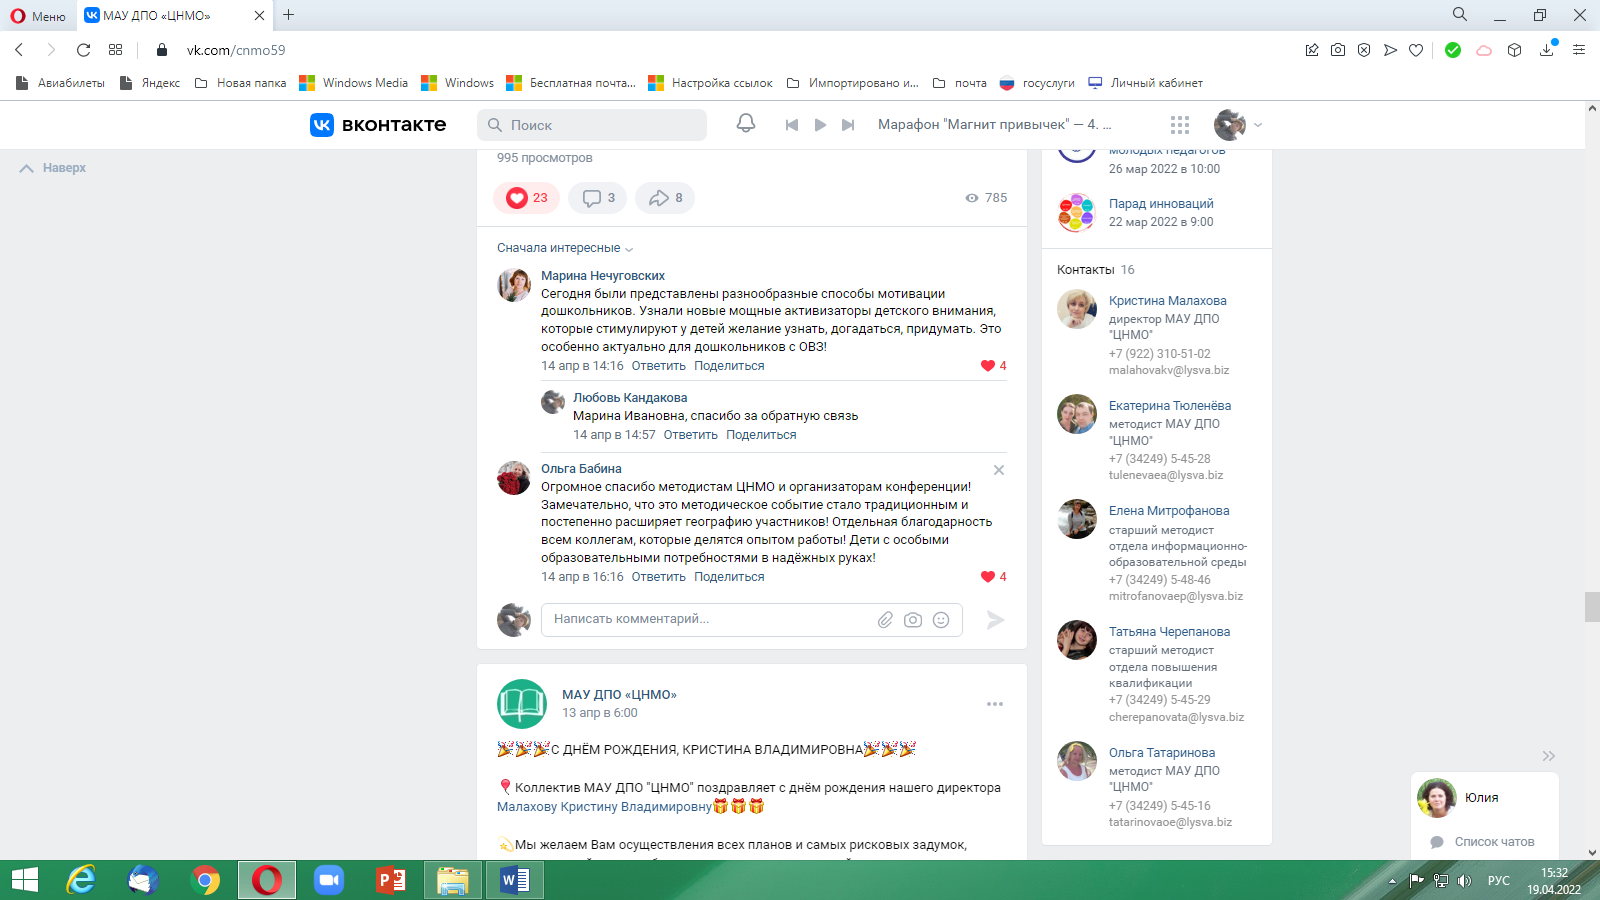 Меню
МАУ ДПО «ЦНМО»
vk.com/cnmo59
Авиабилеты
Яндекс
Новая папка
Windows Media
Windows
Бесплатная почта...
Настройка ссылок
Импортировано и...
почта
госуслуги
Личный кабинет
вконтакте
Поиск
Марафон "Магнит привычек" — 4. ...
Наверх
995 просмотров
23
3
8
785
Сначала интересные
Марина Нечуговских
Сегодня были представлены разнообразные способы мотивации
дошкольников. Узнали новые мощные активизаторы детского внимания,
которые стимулируют у детей желание узнать, догадаться, придумать. Это
особенно актуально для дошкольников с ОВЗ!
14 апр в 14:16 Ответить Поделиться
4
Любовь Кандакова
Марина Ивановна, спасибо за обратную связь
14 апр в 14:57 Ответить Поделиться
Ольга Бабина
Огромное спасибо методистам ЦНМО и организаторам конференции!
Замечательно, что это методическое событие стало традиционным и
постепенно расширяет географию участников! Отдельная благодарность
всем коллегам, которые делятся опытом работы! Дети с особыми
образовательными потребностями в надёжных руках!
14 апр в 16:16 Ответить Поделиться
4
Написать комментарий...
МАУ ДПО «ЦНМО»
13 апр в 6:00
🎉🎉🎉С ДНЁМ РОЖДЕНИЯ, КРИСТИНА ВЛАДИМИРОВНА🎉🎉🎉
🎈Коллектив МАУ ДПО "ЦНМО" поздравляет с днём рождения нашего директора
Малахову Кристину Владимировну🎁🎁🎁
💫Мы желаем Вам осуществления всех планов и самых рисковых задумок,
молодых педагогов
26 мар 2022 в 10:00
Парад инноваций
22 мар 2022 в 9:00
Контакты 16
Кристина Малахова
директор МАУ ДПО
"ЦНМО"
+7 (922) 310-51-02
malahovakv@lysva.biz
Екатерина Тюленёва
методист МАУ ДПО
"ЦНМО"
+7 (34249) 5-45-28
tulenevaea@lysva.biz
Елена Митрофанова
старший методист
отдела информационно-
образовательной среды
+7 (34249) 5-48-46
mitrofanovaep@lysva.biz
Татьяна Черепанова
старший методист
отдела повышения
квалификации
+7 (34249) 5-45-29
cherepanovata@lysva.biz
Ольга Татаринова
методист МАУ ДПО
"ЦНМО"
+7 (34249) 5-45-16
tatarinovaoe@lysva.biz
Юлия
Список чатов
РУС
15:32
19.04.2022